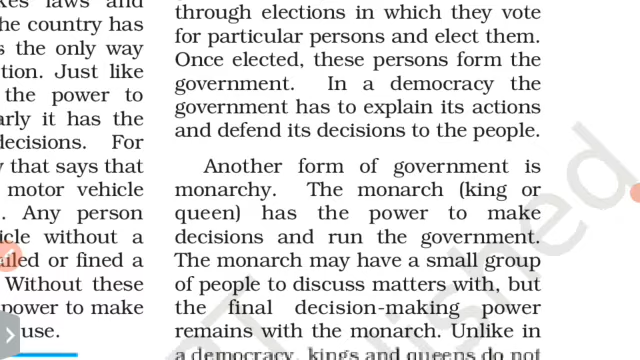 kes laws and
he country has
s the only way
tion. Just like
the power to
arly it has the
decisions. For
y that says that
motor vehicle
. Any person
icle without a
ailed or fined a
Without these
power to make
use.
through elections in which they vote
for particular persons and elect them.
Once elected, these persons form the
government. In a democracy the
government has to explain its actions
and defend its decisions to the people.
Another form of government is
monarchy. The monarch (king or
queen) has the power to make
decisions and run the government.
The monarch may have a small group
of people to discuss matters with, but
the final decision-making power
remains with the monarch. Unlike in
a democracy, kings and queens do not